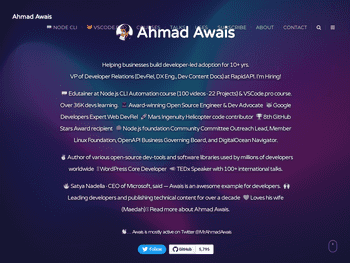 Ahmad Awais
NODE CLI VSCODE COURSES TALKS USES SUBSCRIBE ABOUT CONTACT
Ahmad Awais
Helping businesses build developer-led adoption for 10+ yrs.
VP of Developer Relations (DevRel, DX Eng., Dev Content Docs) at RapidAPI. I'm Hiring!
Edutainer at Node.js CLI Automation course (100 videos · 22 Projects) & VSCode.pro course.
Over 36K devs learning. Award-winning Open Source Engineer & Dev Advocate Google
Developers Expert Web DevRel Mars Ingenuity Helicopter code contributor 8th GitHub
Stars Award recipient Node.js foundation Community Committee Outreach Lead, Member
Linux Foundation, OpenAPI Business Governing Board, and DigitalOcean Navigator.
Author of various open-source dev-tools and software libraries used by millions of developers
worldwide WordPress Core Developer TEDx Speaker with 100+ international talks.
Satya Nadella · CEO of Microsoft, said — Awais is an awesome example for developers.
Leading developers and publishing technical content for over a decade Loves his wife
(Maedah) Read more about Ahmad Awais.
… Awais is mostly active on Twitter @MrAhmadAwais
Follow GitHub 5,795